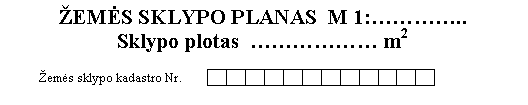 ŽEMĖS SKLYPO PLANAS M 1:…………..
Sklypo plotas ……………… m²
Žemės sklypo kadastro Nr.